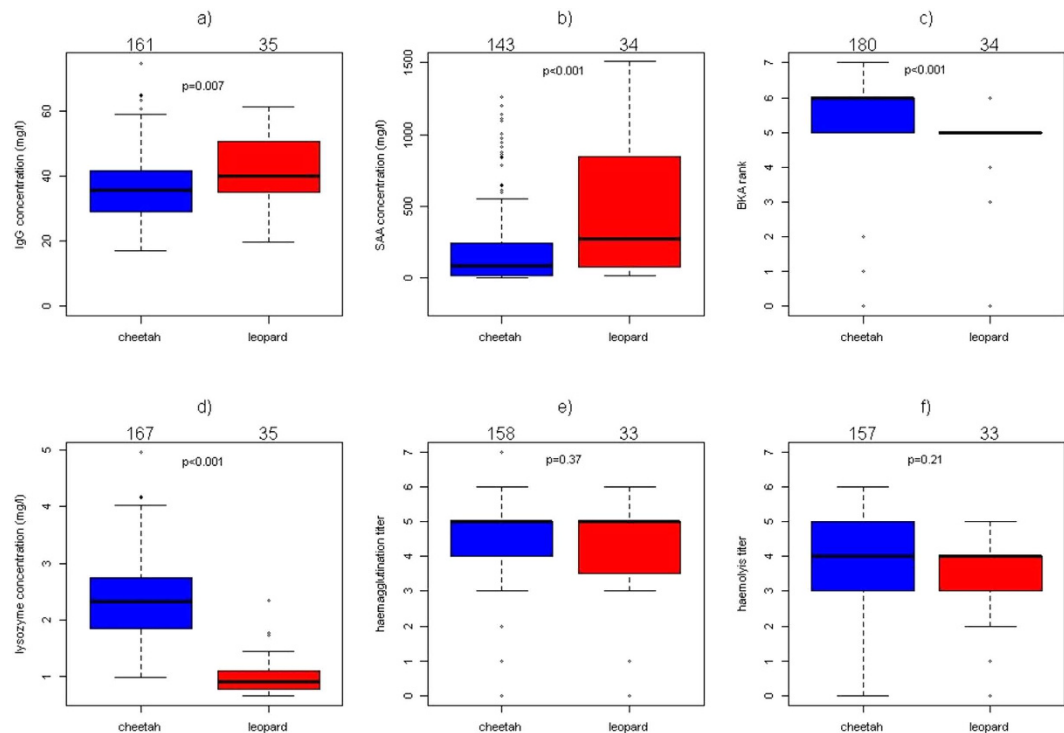 a)
161 35
p=0.007
IgG concentration (mg/l)
60
40
20
0
cheetah leopard
b)
143 34
p<0.001
SAA concentration (mg/l)
1500
1000
500
0
cheetah leopard
c)
180 34
p<0.001
BKA rank
7
6
5
4
3
2
1
0
cheetah leopard
d)
167 35
p<0.001
lysozyme concentration (mg/l)
5
4
3
2
1
cheetah leopard
e)
158 33
p=0.37
haemagglutination titer
7
6
5
4
3
2
1
0
cheetah leopard
f)
157 33
p=0.21
haemolyis titer
7
6
5
4
3
2
1
0
cheetah leopard